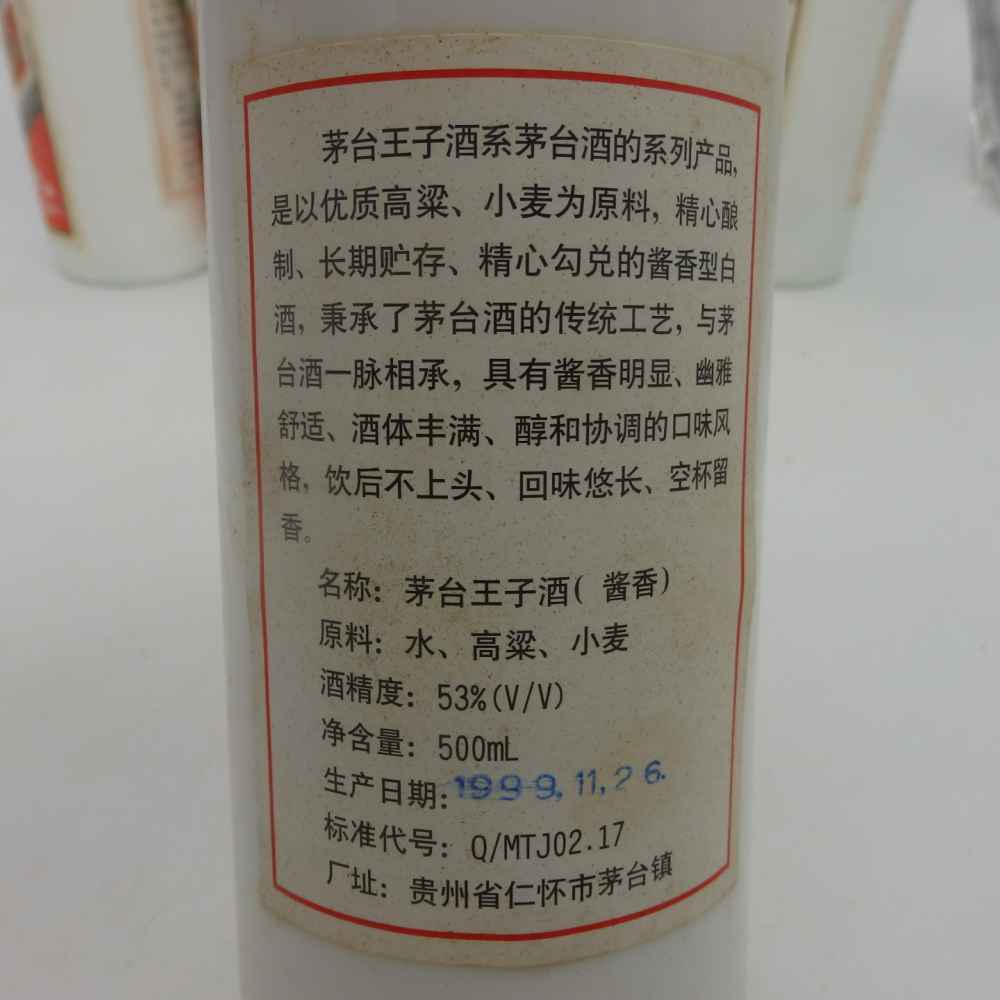 茅台王子酒系茅台酒的系列产品,
是以优质高粱、小麦为原料，精心酿
制、长期贮存、精心勾兑的酱香型白
酒，秉承了茅台酒的传统工艺，与茅
台酒一脉相承，具有酱香明显、幽雅
舒适、酒体丰满、醇和协调的口味风
格，饮后不上头、回味悠长、空杯留
香。
名称：茅台王子酒(酱香)
原料：水、高粱、小麦
酒精度：53%(V/V)
净含量：500mL
生产日期：1999,11,26.
标准代号：Q/MTJ02.17
厂址：贵州省仁怀市茅台镇